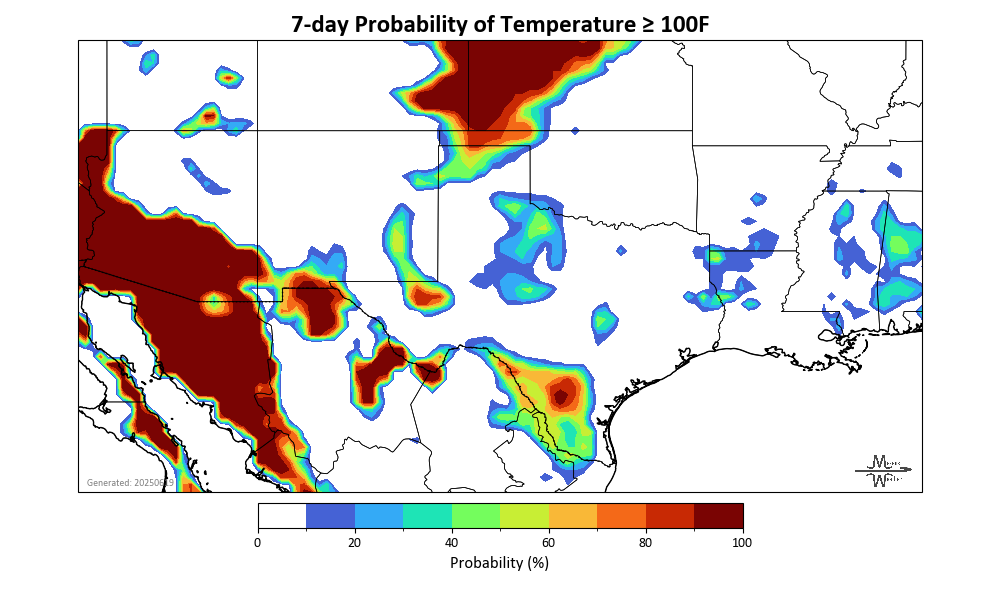 7-day Probability of Temperature ≥ 100F
Generated: 20250619
0 20 40 60 80 100
Probability (%)